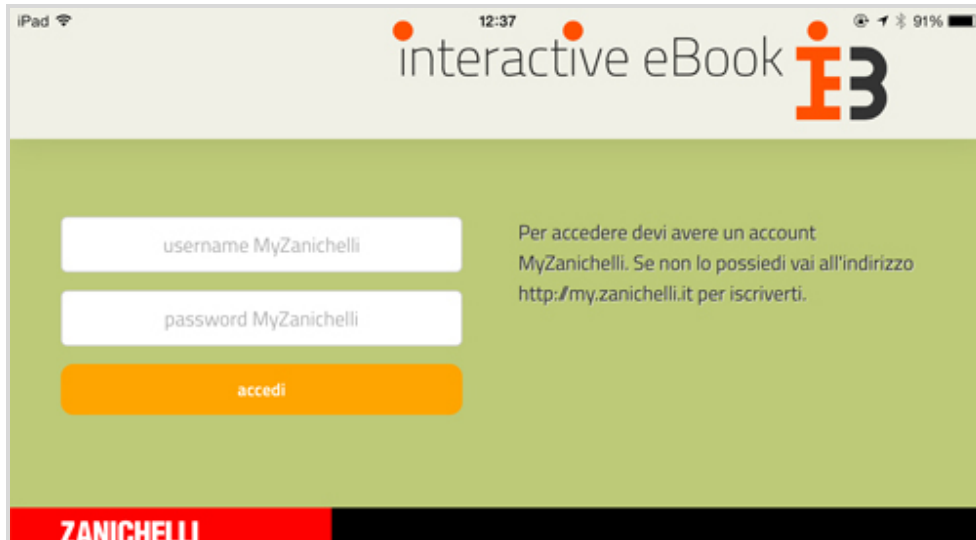 iPad 12:37 91%
interactive eBook
username MyZanichelli
password MyZanichelli
accedi
Per accedere devi avere un account
MyZanichelli. Se non lo possiedi vai all'indirizzo
http://my.zanichelli.it per iscriverti.
ZANICHELLI